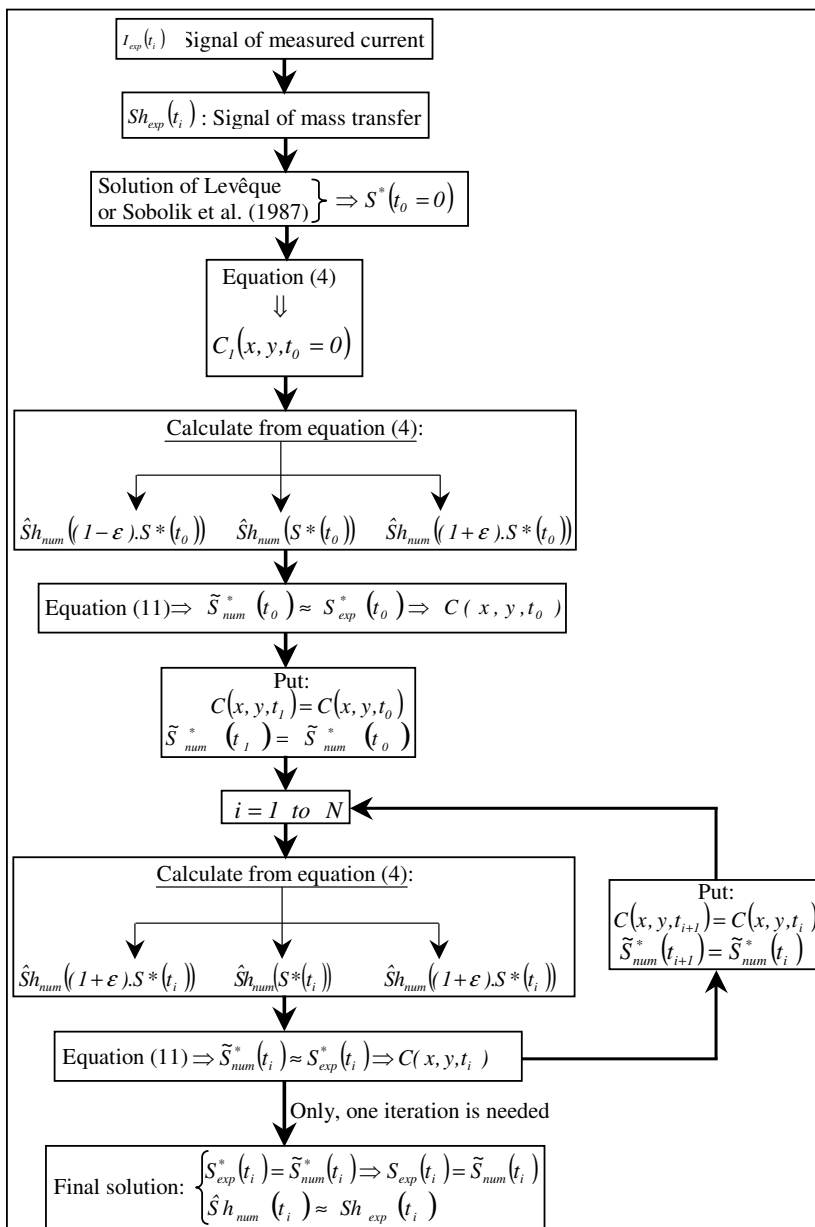 I_exp(t_i) Signal of measured current
Sh_exp(t_i) : Signal of mass transfer
Solution of Levêque
or Sobolik et al. (1987) } ⇒ S*(t_0 = 0)
Equation (4)
⇓
C_1(x, y, t_0 = 0)
Calculate from equation (4):
Ŝh_num((1 − ε).S*(t_0)) Ŝh_num(S*(t_0)) Ŝh_num((1 + ε).S*(t_0))
Equation (11) ⇒ S̃*_num (t_0) ≈ S*_exp (t_0) ⇒ C( x, y, t_0 )
Put:
C(x, y, t_1) = C(x, y, t_0)
S̃*_num (t_1) = S̃*_num (t_0)
i = 1 to N
Calculate from equation (4):
Ŝh_num((1 + ε).S*(t_i)) Ŝh_num(S*(t_i)) Ŝh_num((1 + ε).S*(t_i))
Put:
C(x, y, t_i+1) = C(x, y, t_i)
S̃*_num(t_i+1) = S̃*_num(t_i)
Equation (11) ⇒ S̃*_num(t_i) ≈ S*_exp(t_i) ⇒ C( x, y, t_i )
Only, one iteration is needed
Final solution: { S*_exp(t_i) = S̃*_num(t_i) ⇒ S_exp(t_i) = S̃_num(t_i)
Ŝh_num (t_i) ≈ Sh_exp (t_i)